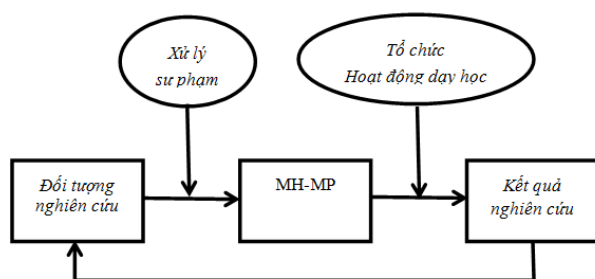 Xử lý
sư phạm
Tổ chức
Hoạt động dạy học
Đối tượng
nghiên cứu
MH-MP
Kết quả
nghiên cứu